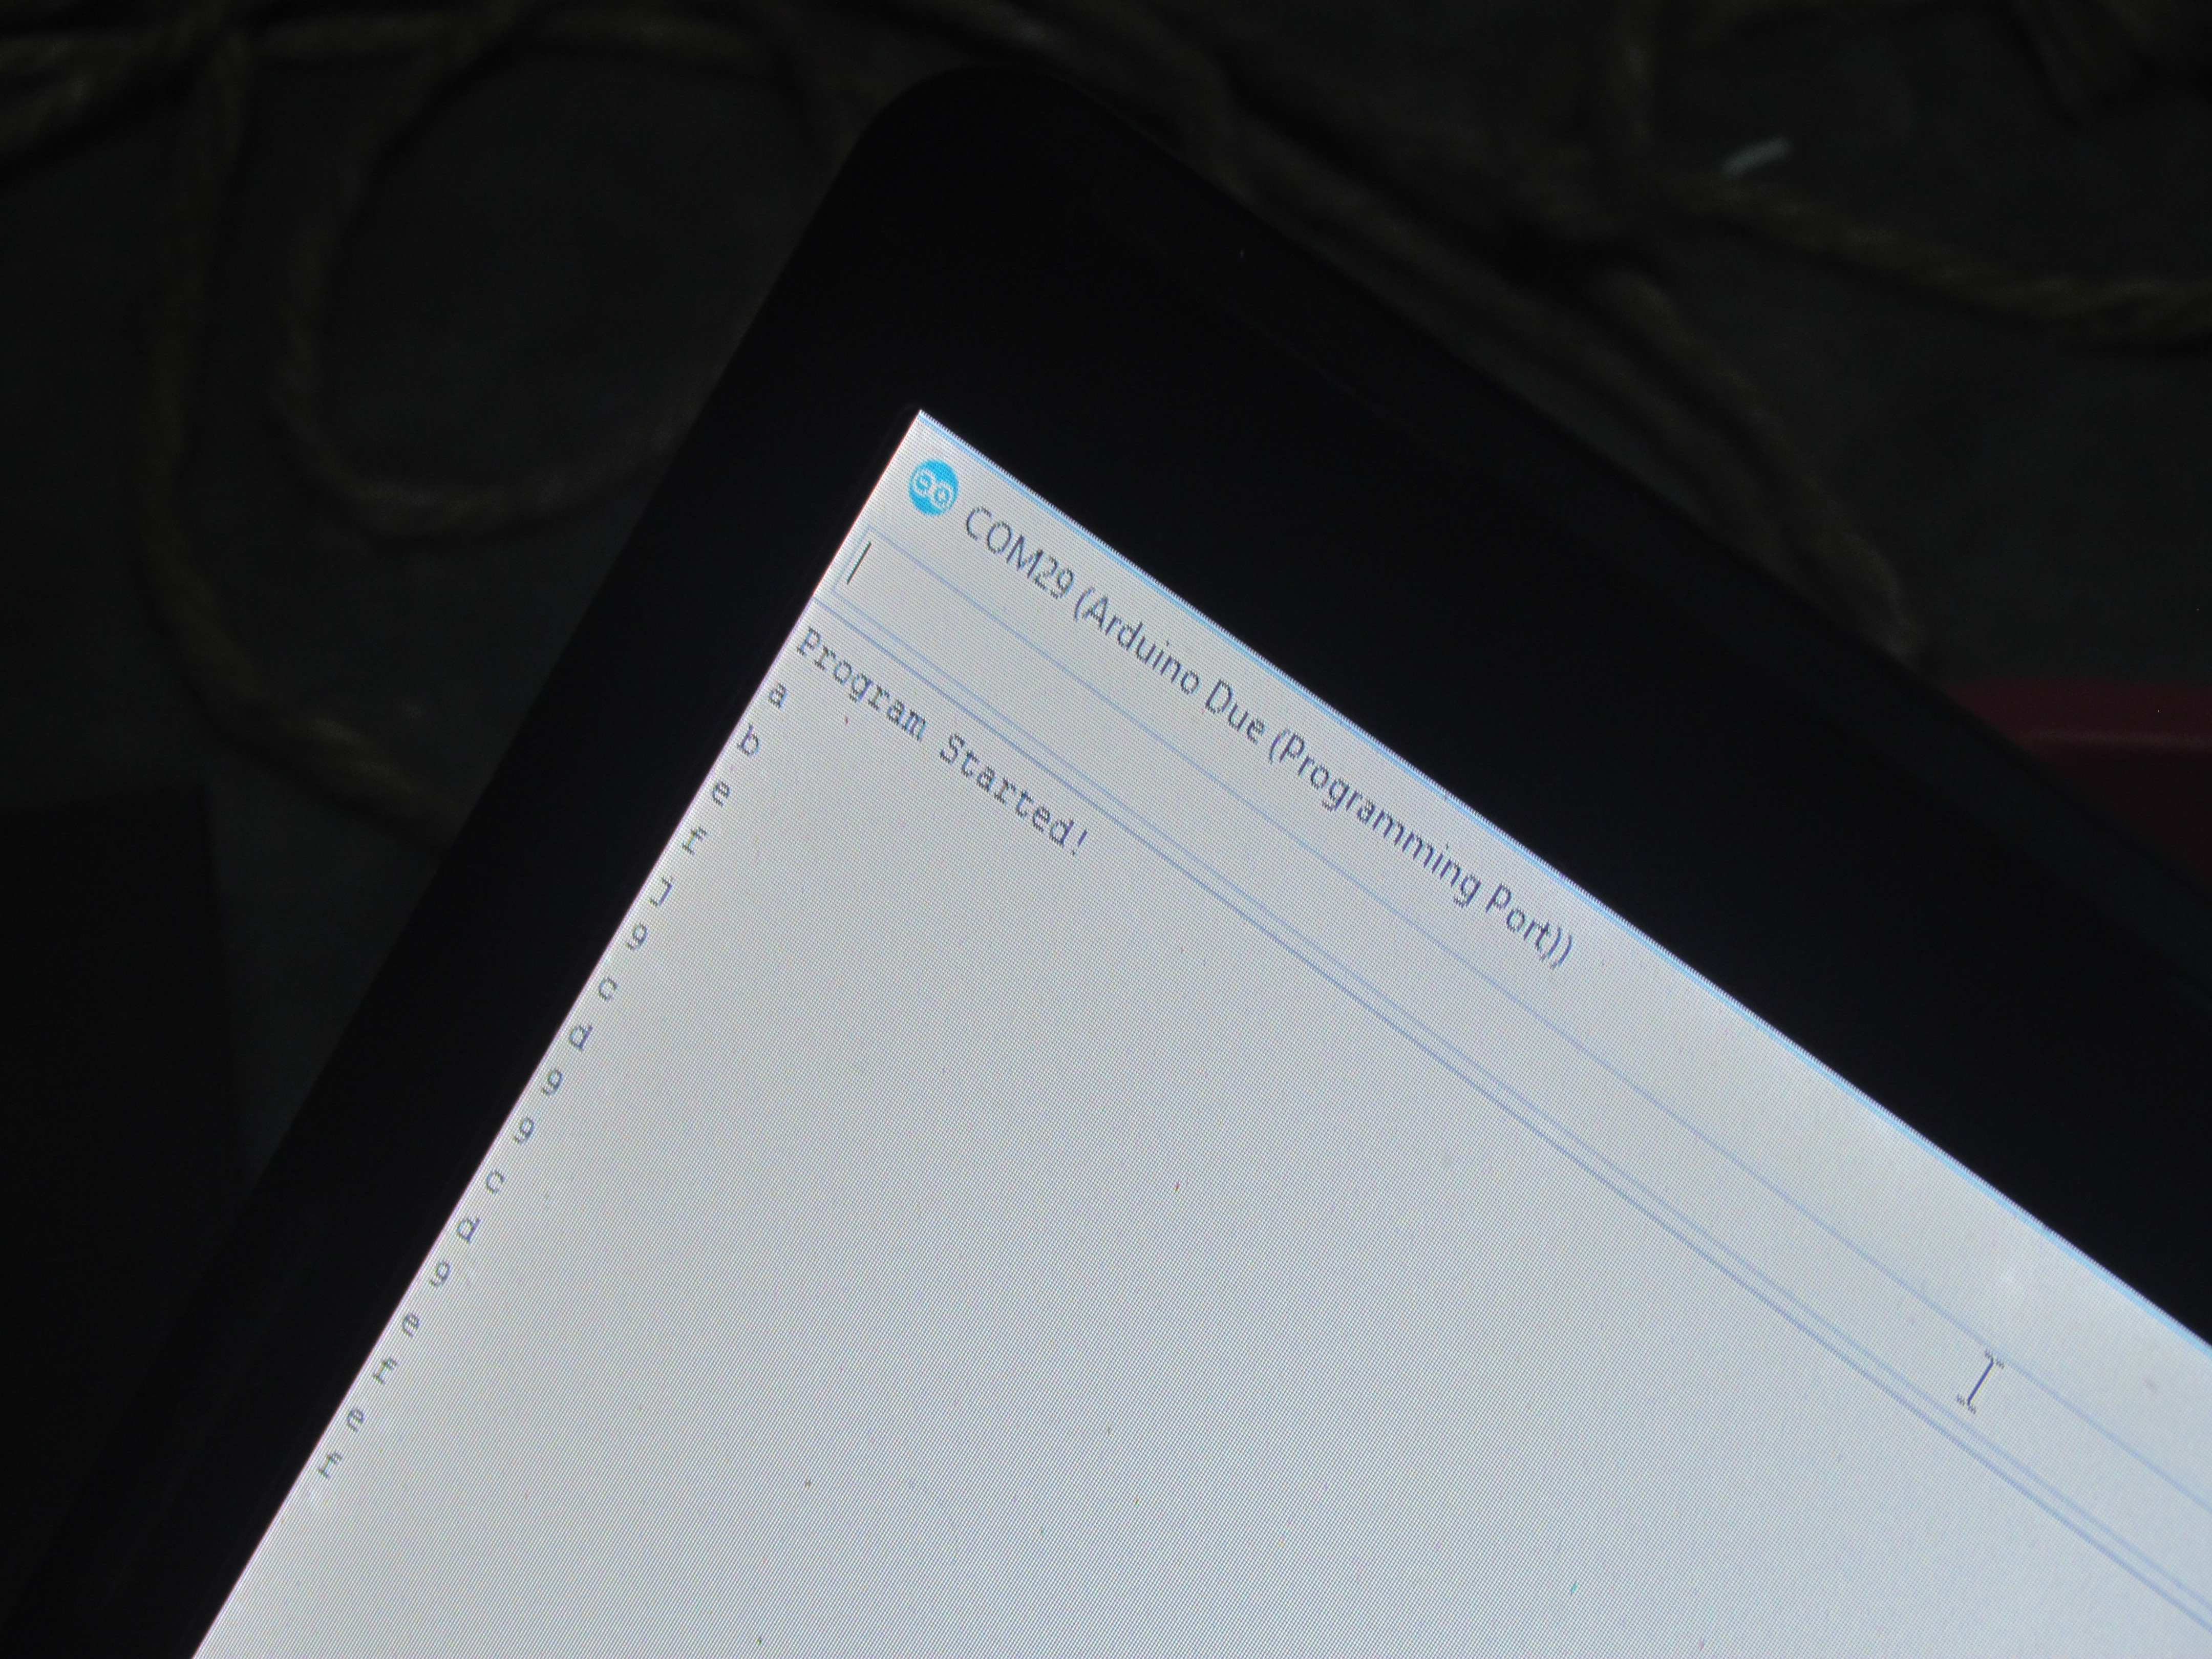 COM29 (Arduino Due (Programming Port))
Program Started!
a
b
e
f
j
g
c
d
g
g
c
d
g
e
f
e
f